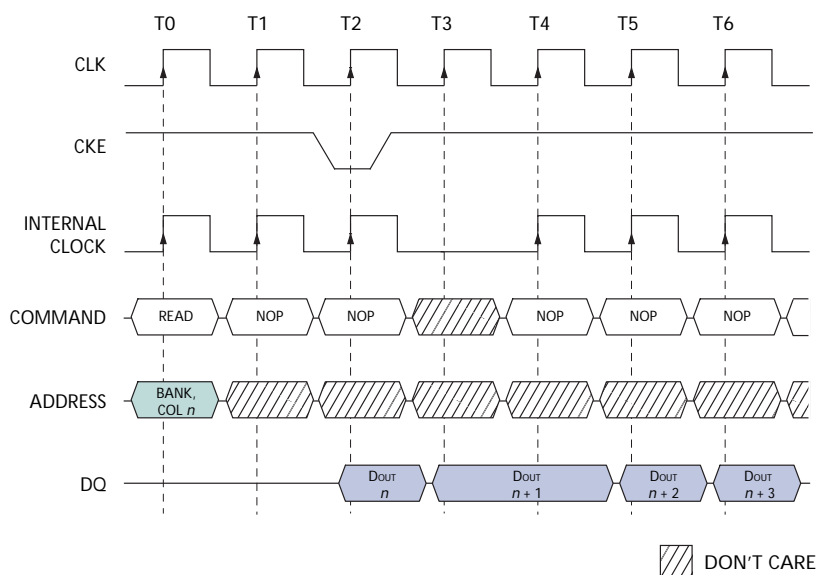 T0 T1 T2 T3 T4 T5 T6
CLK
CKE
INTERNAL
CLOCK
COMMAND READ NOP NOP NOP NOP NOP
ADDRESS BANK,
COL n
DQ DOUT n DOUT n + 1 DOUT n + 2 DOUT n + 3
DON'T CARE